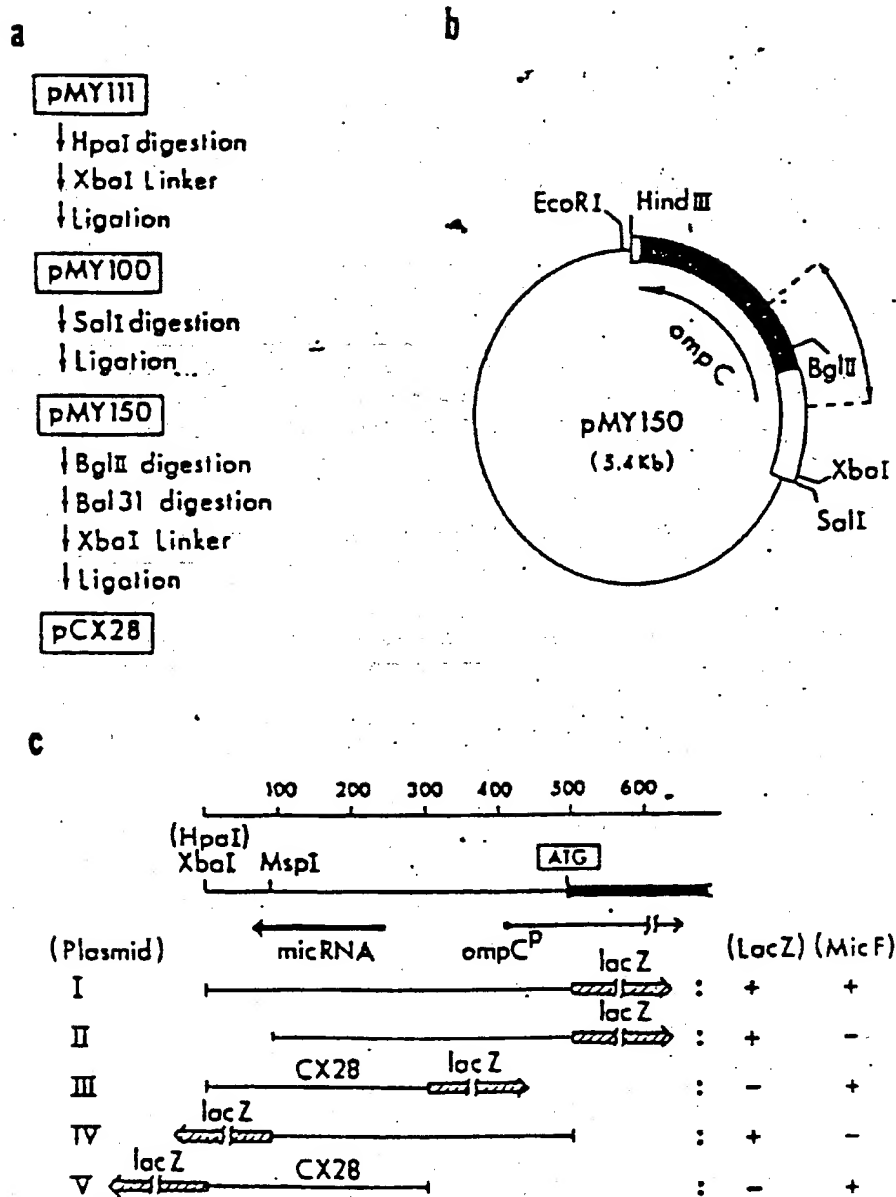 a
pMY111
↓HpaI digestion
↓XbaI Linker
↓Ligation
pMY100
↓SalI digestion
↓Ligation
pMY150
↓BglII digestion
↓Bal31 digestion
↓XbaI Linker
↓Ligation
pCX28
b
EcoRI HindIII
ompC
BglII
pMY150
(3.4Kb)
XbaI
SalI
c
100 200 300 400 500 600
(HpaI)
XbaI MspI ATG
micRNA ompCᵖ
(Plasmid) lacZ (LacZ) (MicF)
I : + +
lacZ
II : + −
CX28 lacZ
III : − +
lacZ
IV : + −
lacZ CX28
V : − +